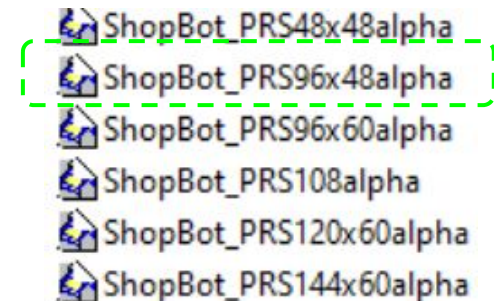 ShopBot_PRS48x48alpha
ShopBot_PRS96x48alpha
ShopBot_PRS96x60alpha
ShopBot_PRS108alpha
ShopBot_PRS120x60alpha
ShopBot_PRS144x60alpha